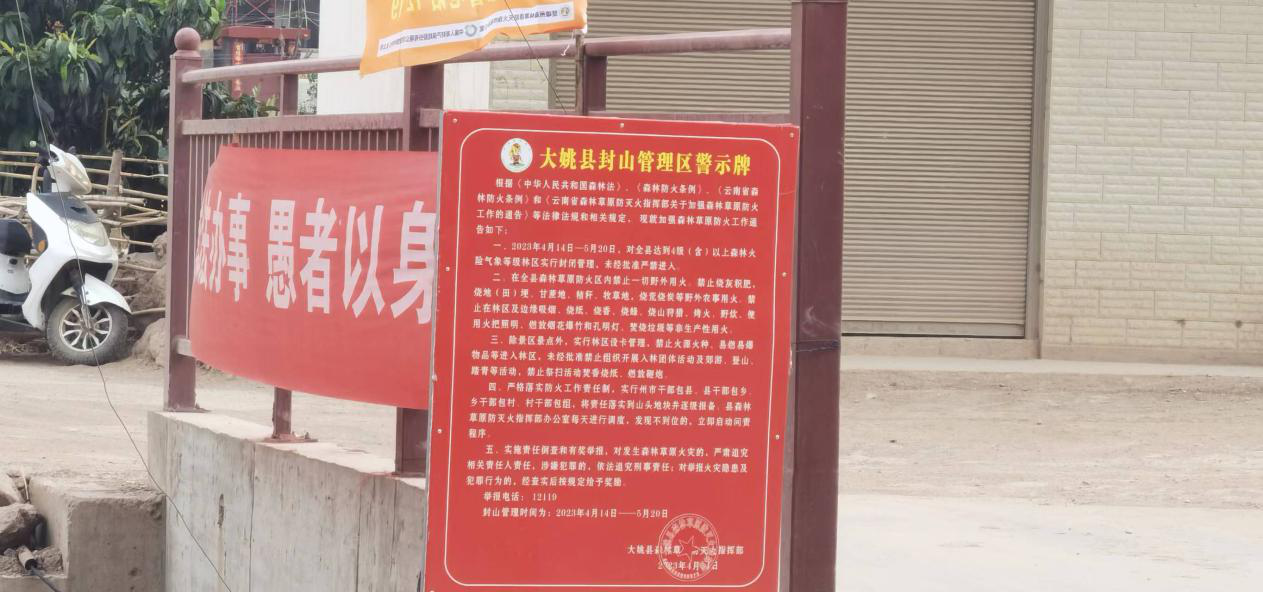 12119
法办事 愚者以身
大姚县封山管理区警示牌
根据《中华人民共和国森林法》、《森林防火条例》、《云南省森
林防火条例》和《云南省森林草原防灭火指挥部关于加强森林草原防火
工作的通告》等法律法规和相关规定，现就加强森林草原防火工作通
告如下：
一、2023年4月14日—5月20日，对全县达到4级（含）以上森林火
险气象等级林区实行封闭管理，未经批准严禁进入。
二、在全县森林草原防火区内禁止一切野外用火。禁止烧灰积肥，
烧地（田）埂、甘蔗地、秸秆、牧草地，烧荒烧炭等野外农事用火。禁
止在林区及边缘吸烟、烧纸、烧香、烧蜂、烧山狩猎、烤火、野炊、使
用火把照明、燃放烟花爆竹和孔明灯、焚烧垃圾等非生产性用火。
三、除景区景点外，实行林区设卡管理，禁止火源火种、易燃易爆
物品等进入林区，未经批准禁止组织开展入林团体活动及郊游、登山、
踏青等活动，禁止祭扫活动焚香烧纸、燃放鞭炮。
四、严格落实防火工作责任制，实行州市干部包县、县干部包乡、
乡干部包村、村干部包组，将责任落实到山头地块并逐级报备。县森林
草原防灭火指挥部办公室每天进行调度，发现不到位的，立即启动问责
程序。
五、实施责任倒查和有奖举报，对发生森林草原火灾的，严肃追究
相关责任人责任，涉嫌犯罪的，依法追究刑事责任；对举报火灾隐患及
犯罪行为的，经查实后按规定给予奖励。
举报电话：12119
封山管理时间为：2023年4月14日——5月20日
大姚县森林草 灭火指挥部
2023年4月 日